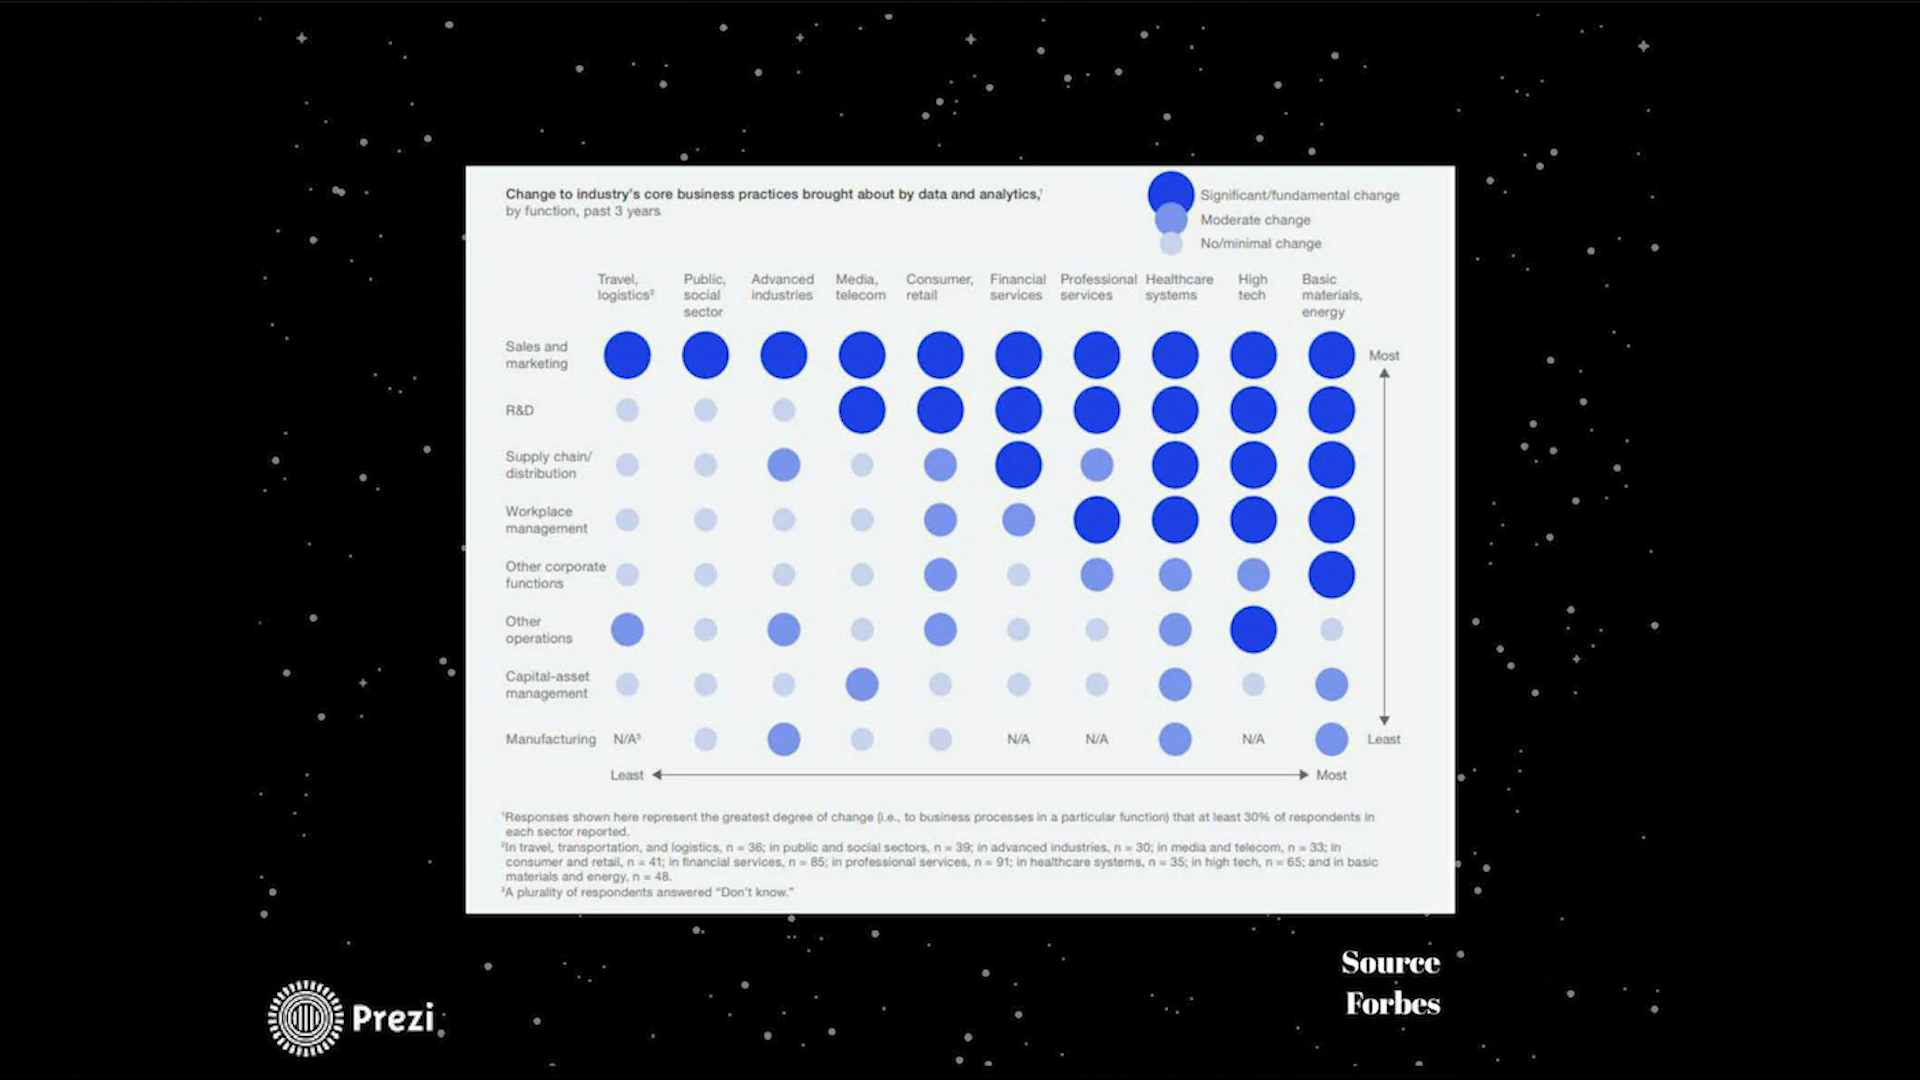 Change to industry's core business practices brought about by data and analytics,¹
by function, past 3 years
Significant/fundamental change
Moderate change
No/minimal change
Travel, logistics²
Public, social sector
Advanced industries
Media, telecom
Consumer, retail
Financial services
Professional services
Healthcare systems
High tech
Basic materials, energy
Sales and
marketing
Most
R&D
Supply chain/
distribution
Workplace
management
Other corporate
functions
Other
operations
Capital-asset
management
Manufacturing N/A³ N/A N/A N/A Least
Least Most
¹Responses shown here represent the greatest degree of change (i.e., to business processes in a particular function) that at least 30% of respondents in
each sector reported.
²In travel, transportation, and logistics, n = 36; in public and social sectors, n = 39; in advanced industries, n = 30; in media and telecom, n = 33; in
consumer and retail, n = 41; in financial services, n = 85; in professional services, n = 91; in healthcare systems, n = 35; in high tech, n = 65; and in basic
materials and energy, n = 48.
³A plurality of respondents answered “Don't know.”
Source
Forbes
Prezi